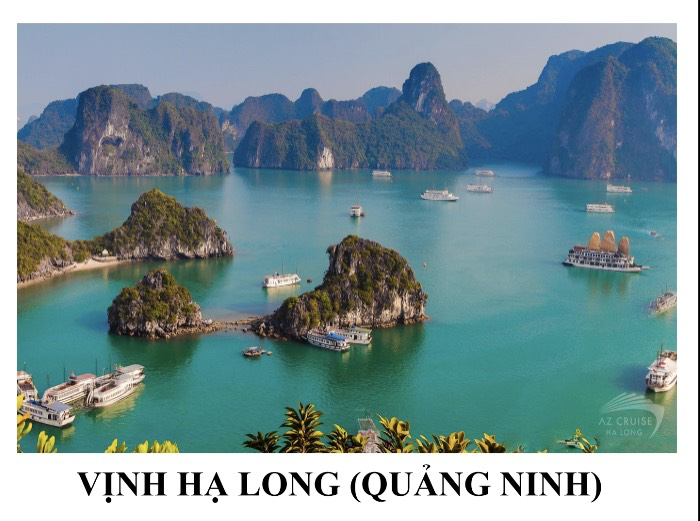 AZ CRUISE
HA LONG
VỊNH HẠ LONG (QUẢNG NINH)